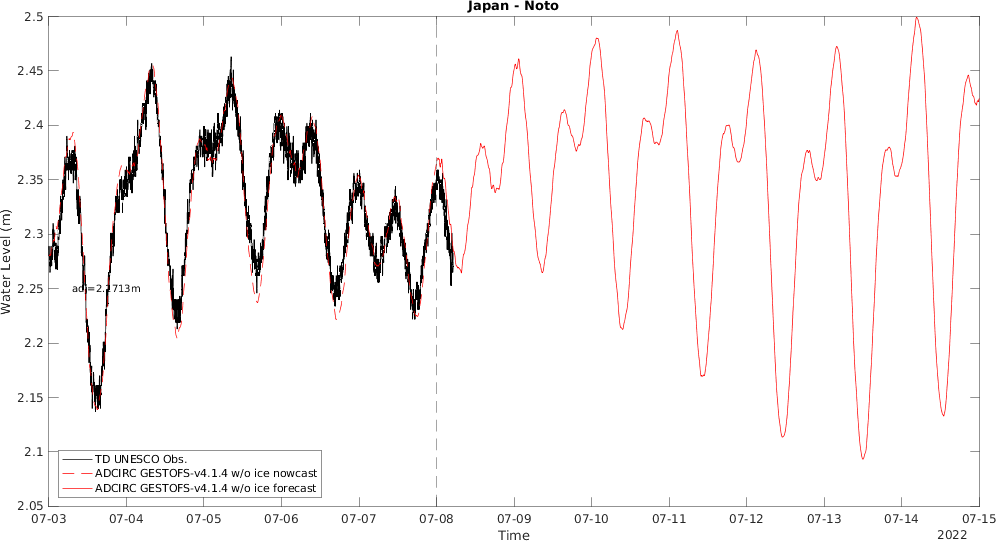 Japan - Noto
2.5
2.45
2.4
2.35
2.3
2.25
2.2
2.15
2.1
2.05
Water Level (m)
TD UNESCO Obs.
ADCIRC GESTOFS-v4.1.4 w/o ice nowcast
ADCIRC GESTOFS-v4.1.4 w/o ice forecast
07-03 07-04 07-05 07-06 07-07 07-08 07-09 07-10 07-11 07-12 07-13 07-14 07-15
Time
2022